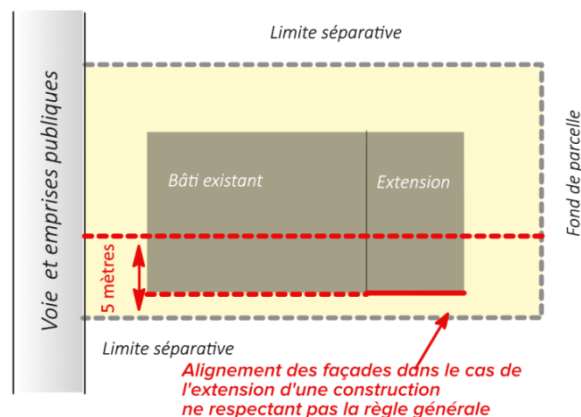 Limite séparative
Voie et emprises publiques
Bâti existant
Extension
Fond de parcelle
5 mètres
Limite séparative
Alignement des façades dans le cas de
l'extension d'une construction
ne respectant pas la règle générale